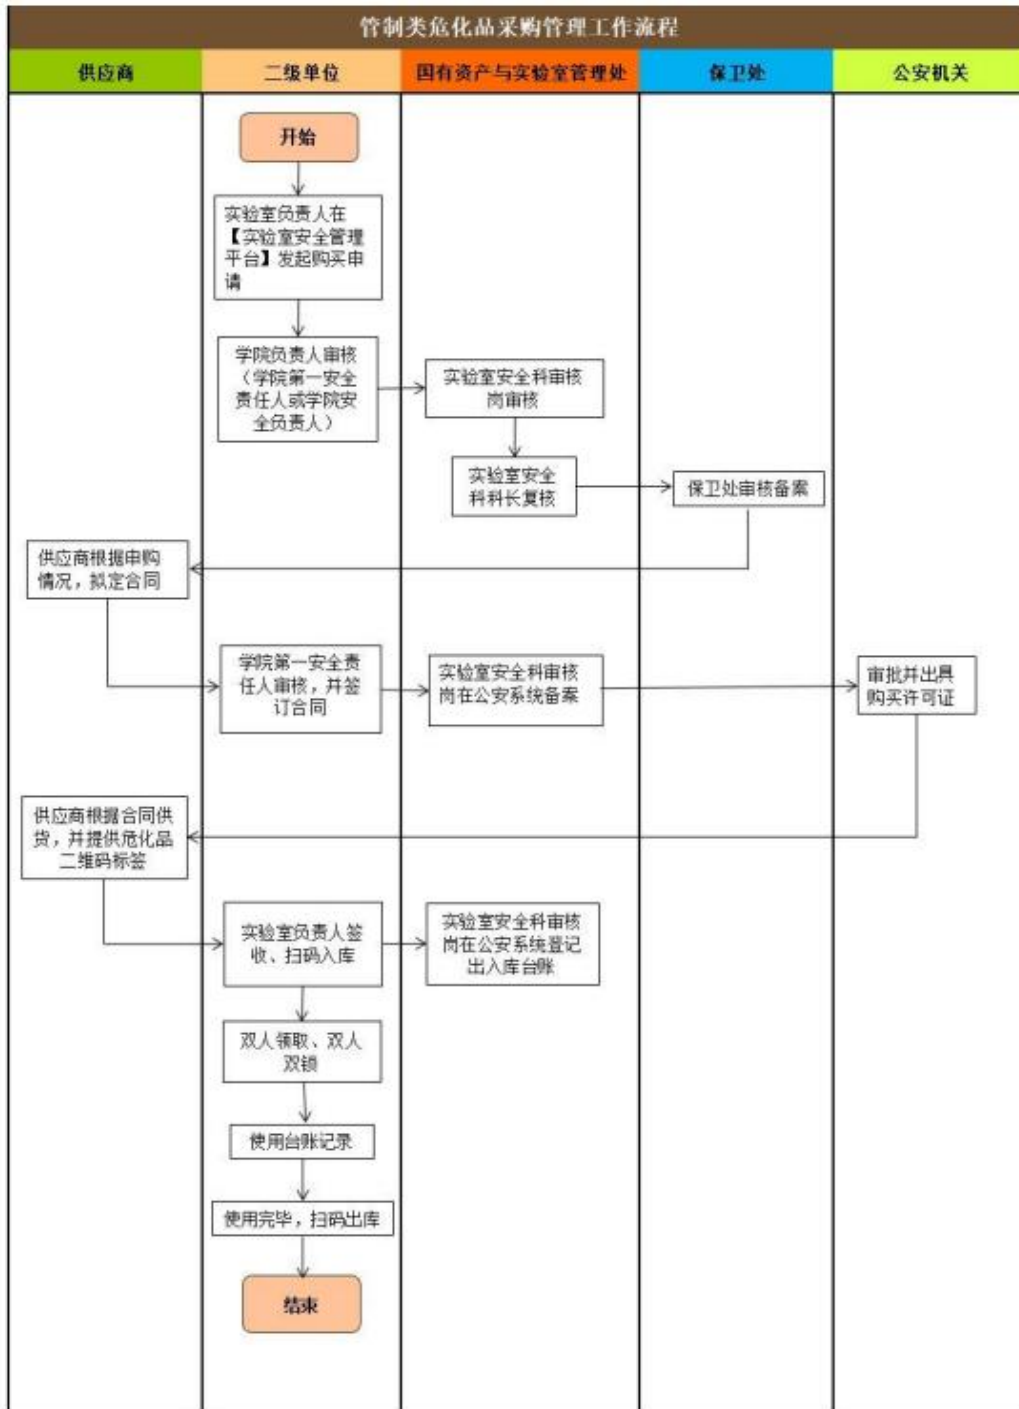 管制类危化品采购管理工作流程
供应商
二级单位
国有资产与实验室管理处
保卫处
公安机关
开始
实验室负责人在
【实验室安全管理
平台】发起购买申
请
学院负责人审核
（学院第一安全
责任人或学院安
全负责人）
实验室安全科审核
岗审核
实验室安全
科科长复核
保卫处审核备案
供应商根据申购
情况，拟定合同
学院第一安全责
任人审核，并签
订合同
实验室安全科审核
岗在公安系统备案
审批并出具
购买许可证
供应商根据合同供
货，并提供危化品
二维码标签
实验室负责人签
收、扫码入库
实验室安全科审核
岗在公安系统登记
出入库台账
双人领取、双人
双锁
使用台账记录
使用完毕，扫码出库
结束